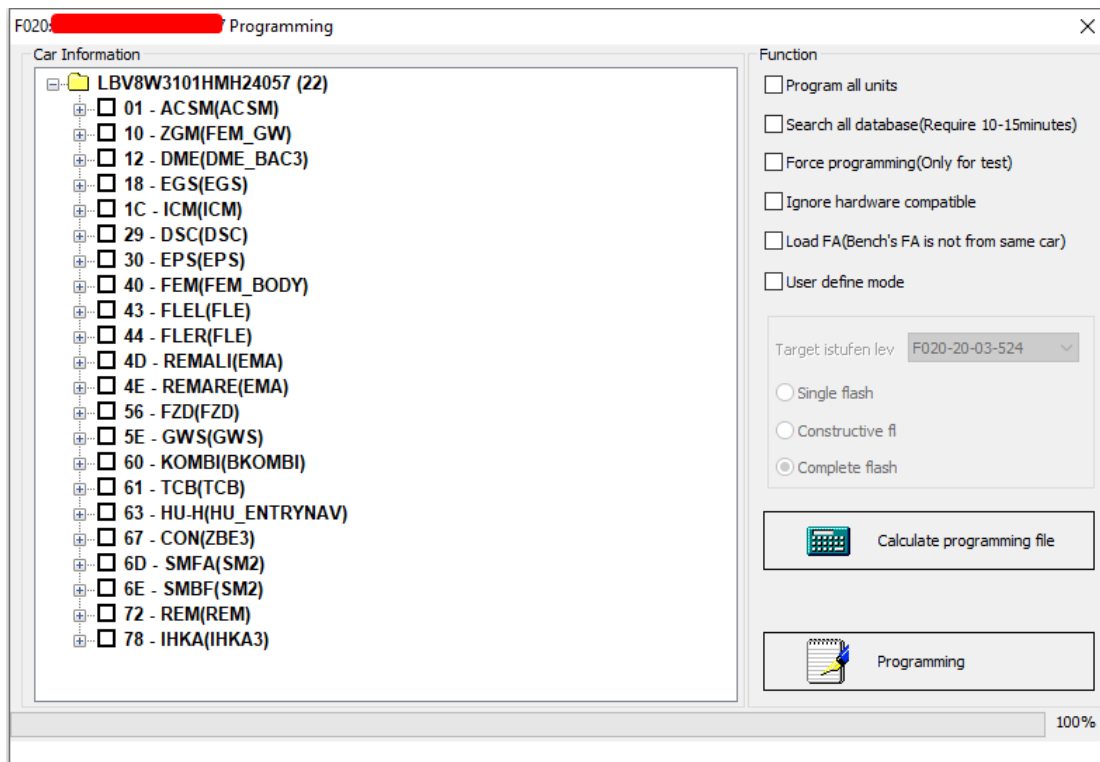 F020: Programming
Car Information
LBV8W3101HMH24057 (22)
01 - ACSM(ACSM)
10 - ZGM(FEM_GW)
12 - DME(DME_BAC3)
18 - EGS(EGS)
1C - ICM(ICM)
29 - DSC(DSC)
30 - EPS(EPS)
40 - FEM(FEM_BODY)
43 - FLEL(FLE)
44 - FLER(FLE)
4D - REMALI(EMA)
4E - REMARE(EMA)
56 - FZD(FZD)
5E - GWS(GWS)
60 - KOMBI(BKOMBI)
61 - TCB(TCB)
63 - HU-H(HU_ENTRYNAV)
67 - CON(ZBE3)
6D - SMFA(SM2)
6E - SMBF(SM2)
72 - REM(REM)
78 - IHKA(IHKA3)
Function
Program all units
Search all database(Require 10-15minutes)
Force programming(Only for test)
Ignore hardware compatible
Load FA(Bench's FA is not from same car)
User define mode
Target istufen lev F020-20-03-524
Single flash
Constructive fl
Complete flash
Calculate programming file
Programming
100%